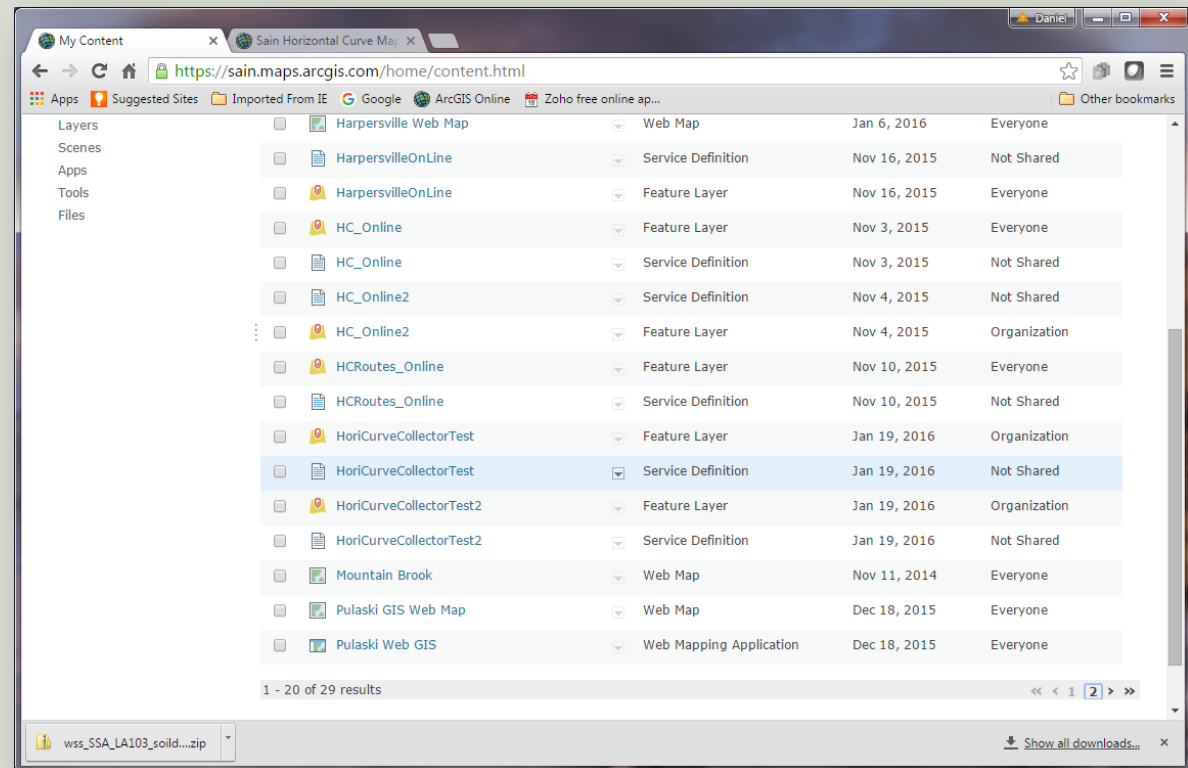 Daniel
My Content Sain Horizontal Curve Map
https://sain.maps.arcgis.com/home/content.html
Apps Suggested Sites Imported From IE Google ArcGIS Online Zoho free online ap... Other bookmarks
Layers Harpersville Web Map Web Map Jan 6, 2016 Everyone
Scenes HarpersvilleOnLine Service Definition Nov 16, 2015 Not Shared
Apps
Tools HarpersvilleOnLine Feature Layer Nov 16, 2015 Everyone
Files
HC_Online Feature Layer Nov 3, 2015 Everyone
HC_Online Service Definition Nov 3, 2015 Not Shared
HC_Online2 Service Definition Nov 4, 2015 Not Shared
HC_Online2 Feature Layer Nov 4, 2015 Organization
HCRoutes_Online Feature Layer Nov 10, 2015 Everyone
HCRoutes_Online Service Definition Nov 10, 2015 Not Shared
HoriCurveCollectorTest Feature Layer Jan 19, 2016 Organization
HoriCurveCollectorTest Service Definition Jan 19, 2016 Not Shared
HoriCurveCollectorTest2 Feature Layer Jan 19, 2016 Organization
HoriCurveCollectorTest2 Service Definition Jan 19, 2016 Not Shared
Mountain Brook Web Map Nov 11, 2014 Everyone
Pulaski GIS Web Map Web Map Dec 18, 2015 Everyone
Pulaski Web GIS Web Mapping Application Dec 18, 2015 Everyone
1 - 20 of 29 results « < 1 2 > »
wss_SSA_LA103_soild....zip Show all downloads...